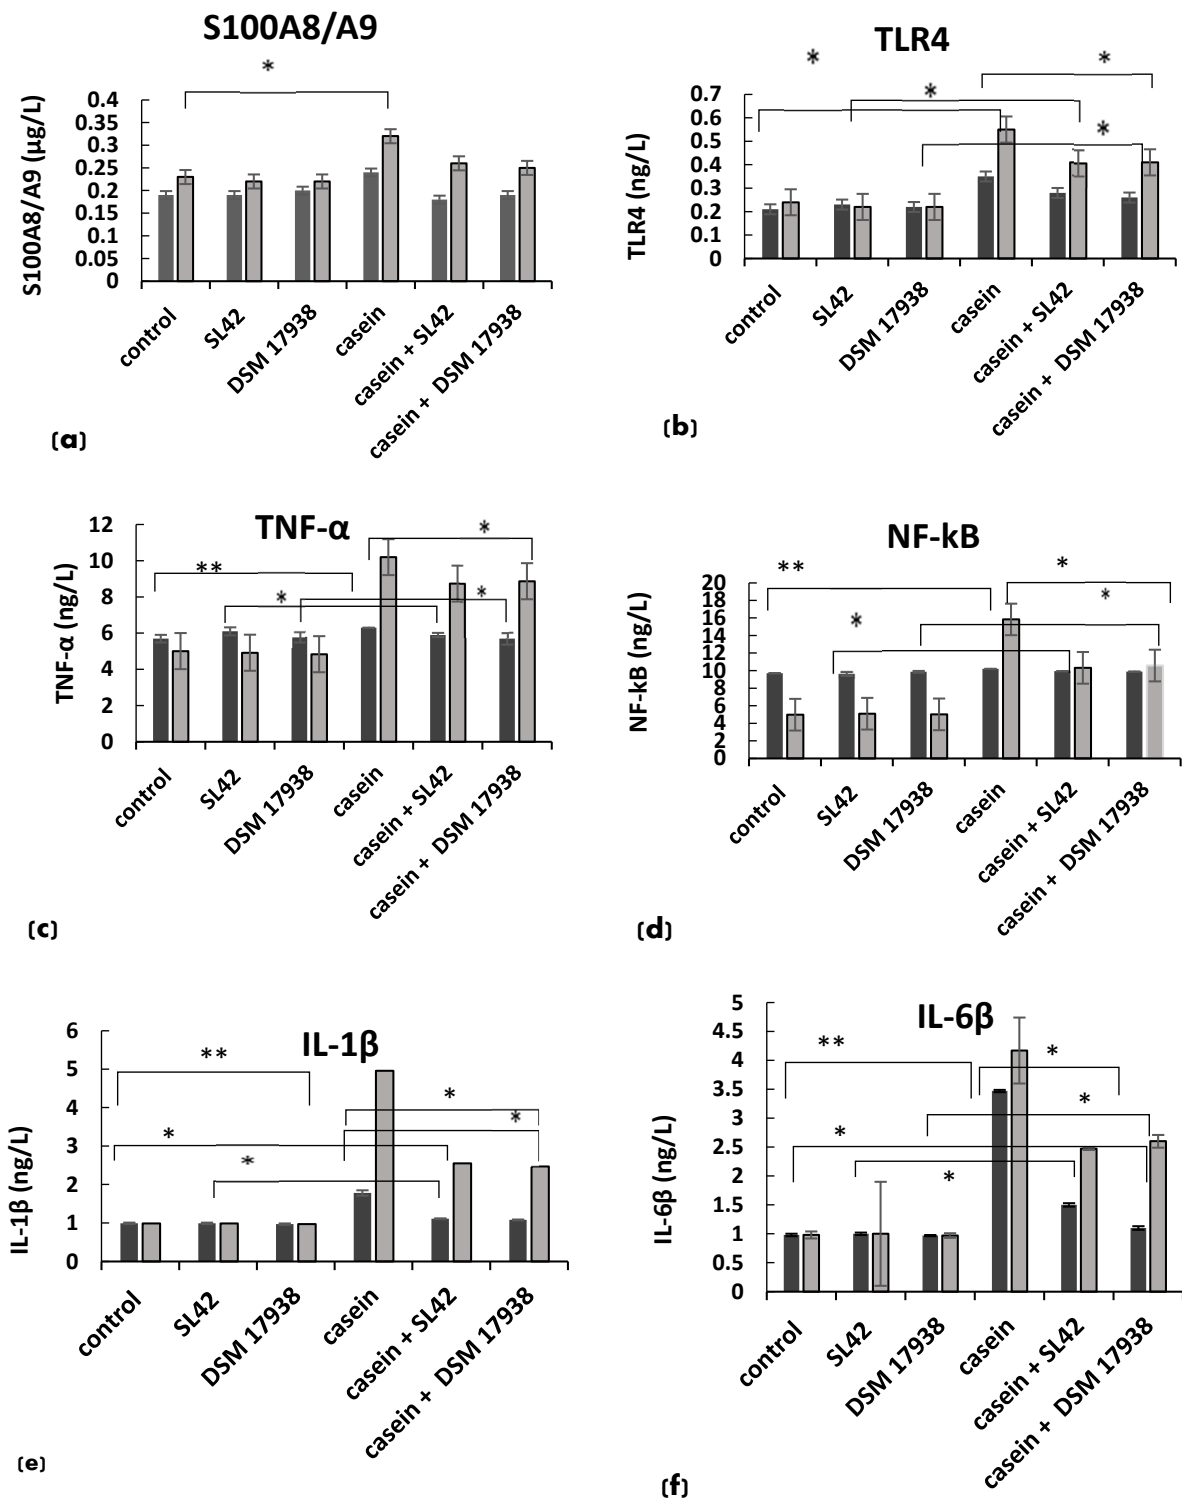 S100A8/A9
*
S100A8/A9 (µg/L)
0.4
0.35
0.3
0.25
0.2
0.15
0.1
0.05
0
control
SL42
DSM 17938
casein
casein + SL42
casein + DSM 17938
(a)
TLR4
*
*
*
*
TLR4 (ng/L)
0.7
0.6
0.5
0.4
0.3
0.2
0.1
0
control
SL42
DSM 17938
casein
casein + SL42
casein + DSM 17938
(b)
TNF-α
*
**
*
*
TNF-α (ng/L)
12
10
8
6
4
2
0
control
SL42
DSM 17938
casein
casein + SL42
casein + DSM 17938
(c)
NF-kB
**
*
*
*
NF-kB (ng/L)
20
18
16
14
12
10
8
6
4
2
0
control
SL42
DSM 17938
casein
casein + SL42
casein + DSM 17938
(d)
IL-1β
**
*
*
*
*
IL-1β (ng/L)
6
5
4
3
2
1
0
control
SL42
DSM 17938
casein
casein + SL42
casein + DSM 17938
(e)
IL-6β
**
*
*
*
*
IL-6β (ng/L)
5
4.5
4
3.5
3
2.5
2
1.5
1
0.5
0
control
SL42
DSM 17938
casein
casein + SL42
casein + DSM 17938
(f)